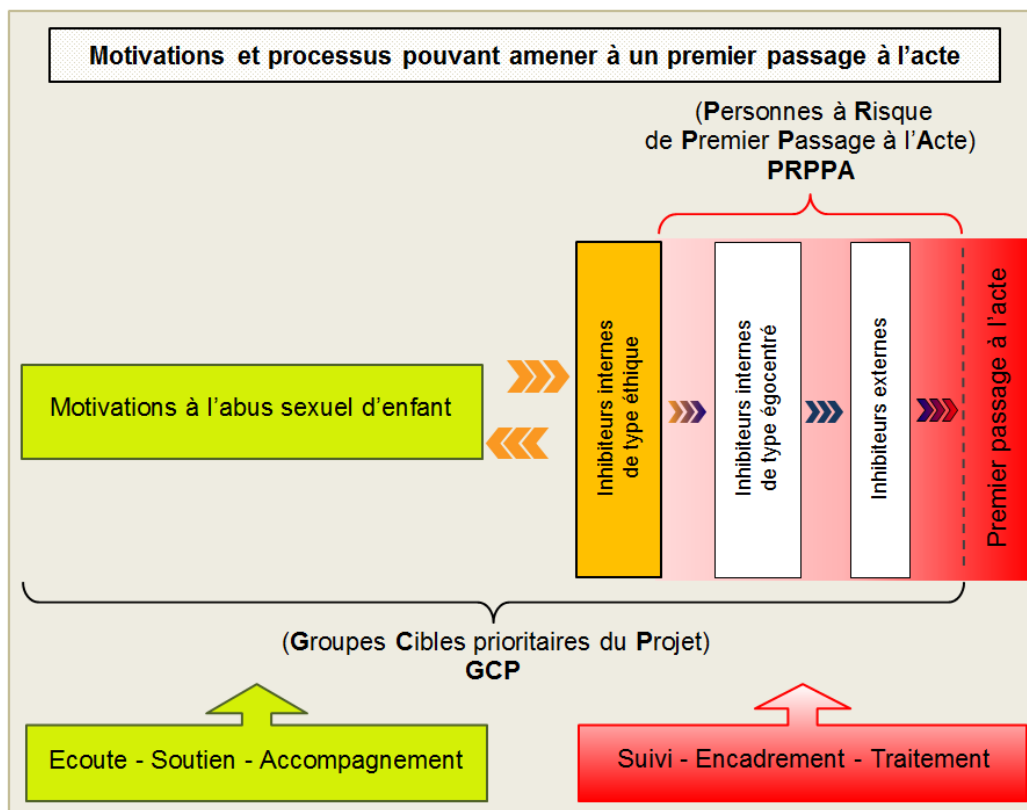 Motivations et processus pouvant amener à un premier passage à l'acte
(Personnes à Risque
de Premier Passage à l'Acte)
PRPPA
Motivations à l'abus sexuel d'enfant
Inhibiteurs internes
de type éthique
Inhibiteurs internes
de type égocentré
Inhibiteurs externes
Premier passage à l'acte
(Groupes Cibles prioritaires du Projet)
GCP
Ecoute - Soutien - Accompagnement
Suivi - Encadrement - Traitement